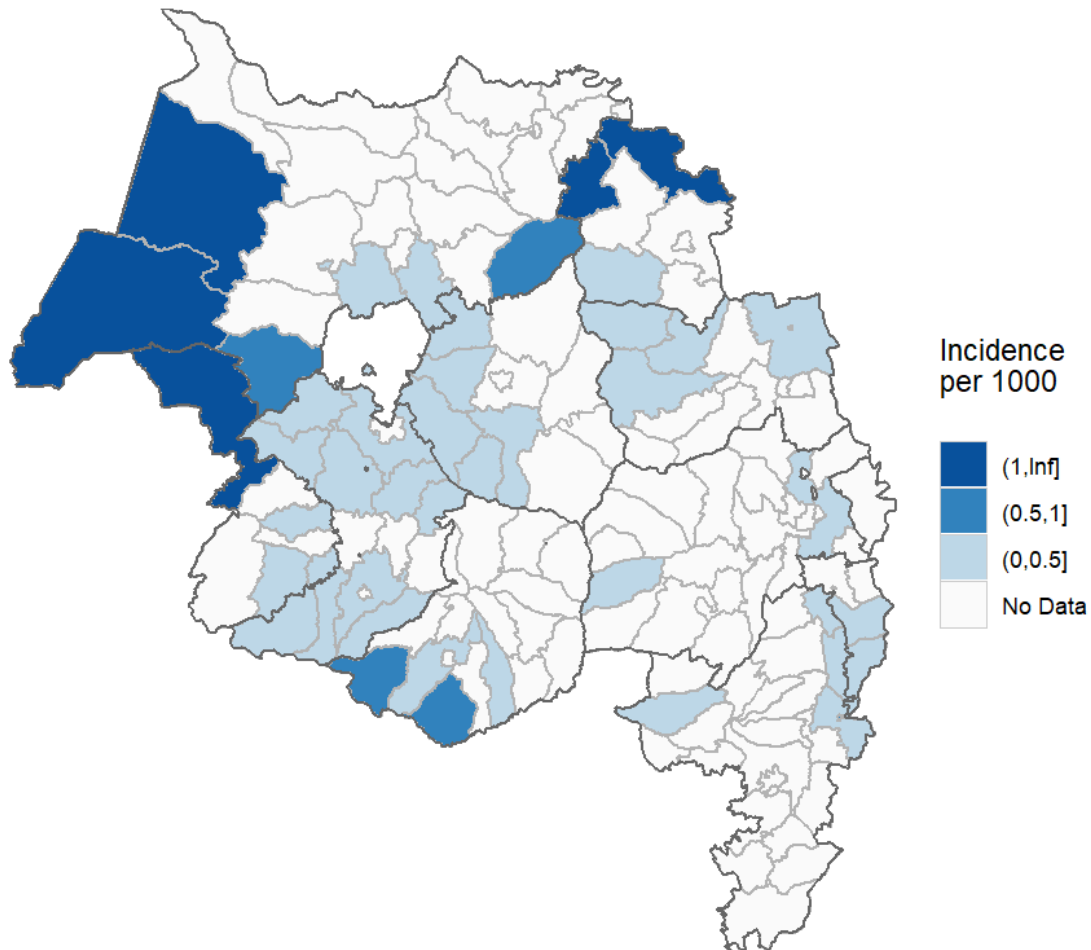 Incidence
per 1000
(1,Inf]
(0.5,1]
(0,0.5]
No Data